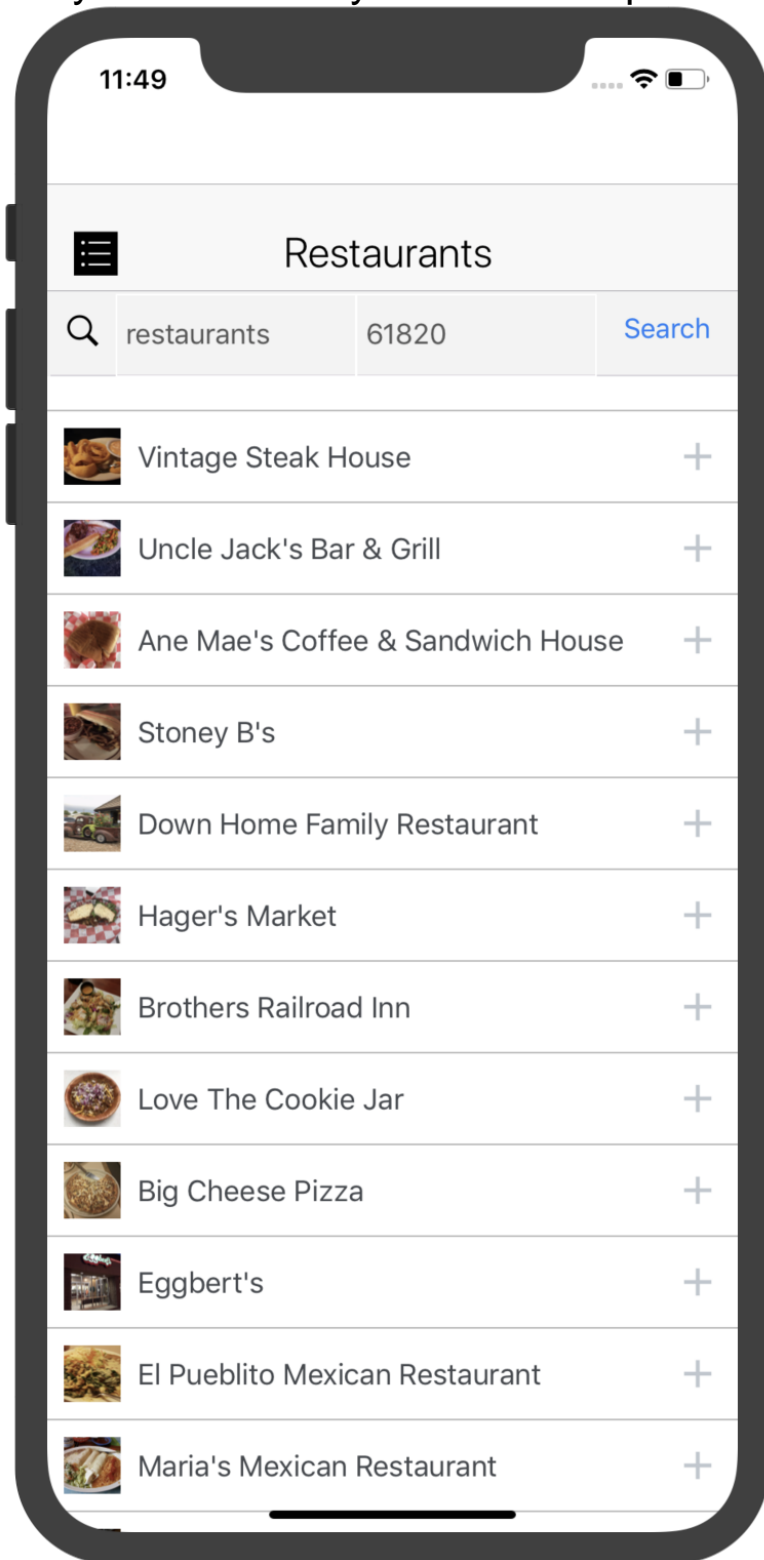 11:49
Restaurants
restaurants 61820 Search
Vintage Steak House
Uncle Jack's Bar & Grill
Ane Mae's Coffee & Sandwich House
Stoney B's
Down Home Family Restaurant
Hager's Market
Brothers Railroad Inn
Love The Cookie Jar
Big Cheese Pizza
Eggbert's
El Pueblito Mexican Restaurant
Maria's Mexican Restaurant